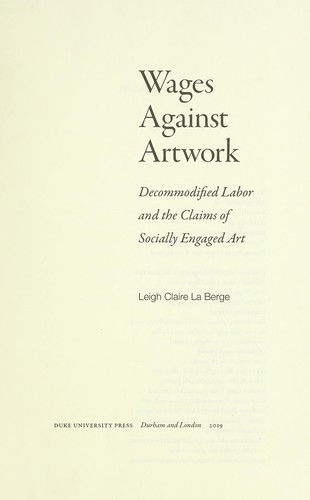 Wages
Against
Artwork
Decommodified Labor
and the Claims of
Socially Engaged Art
Leigh Claire La Berge
DUKE UNIVERSITY PRESS Durham and London 2019